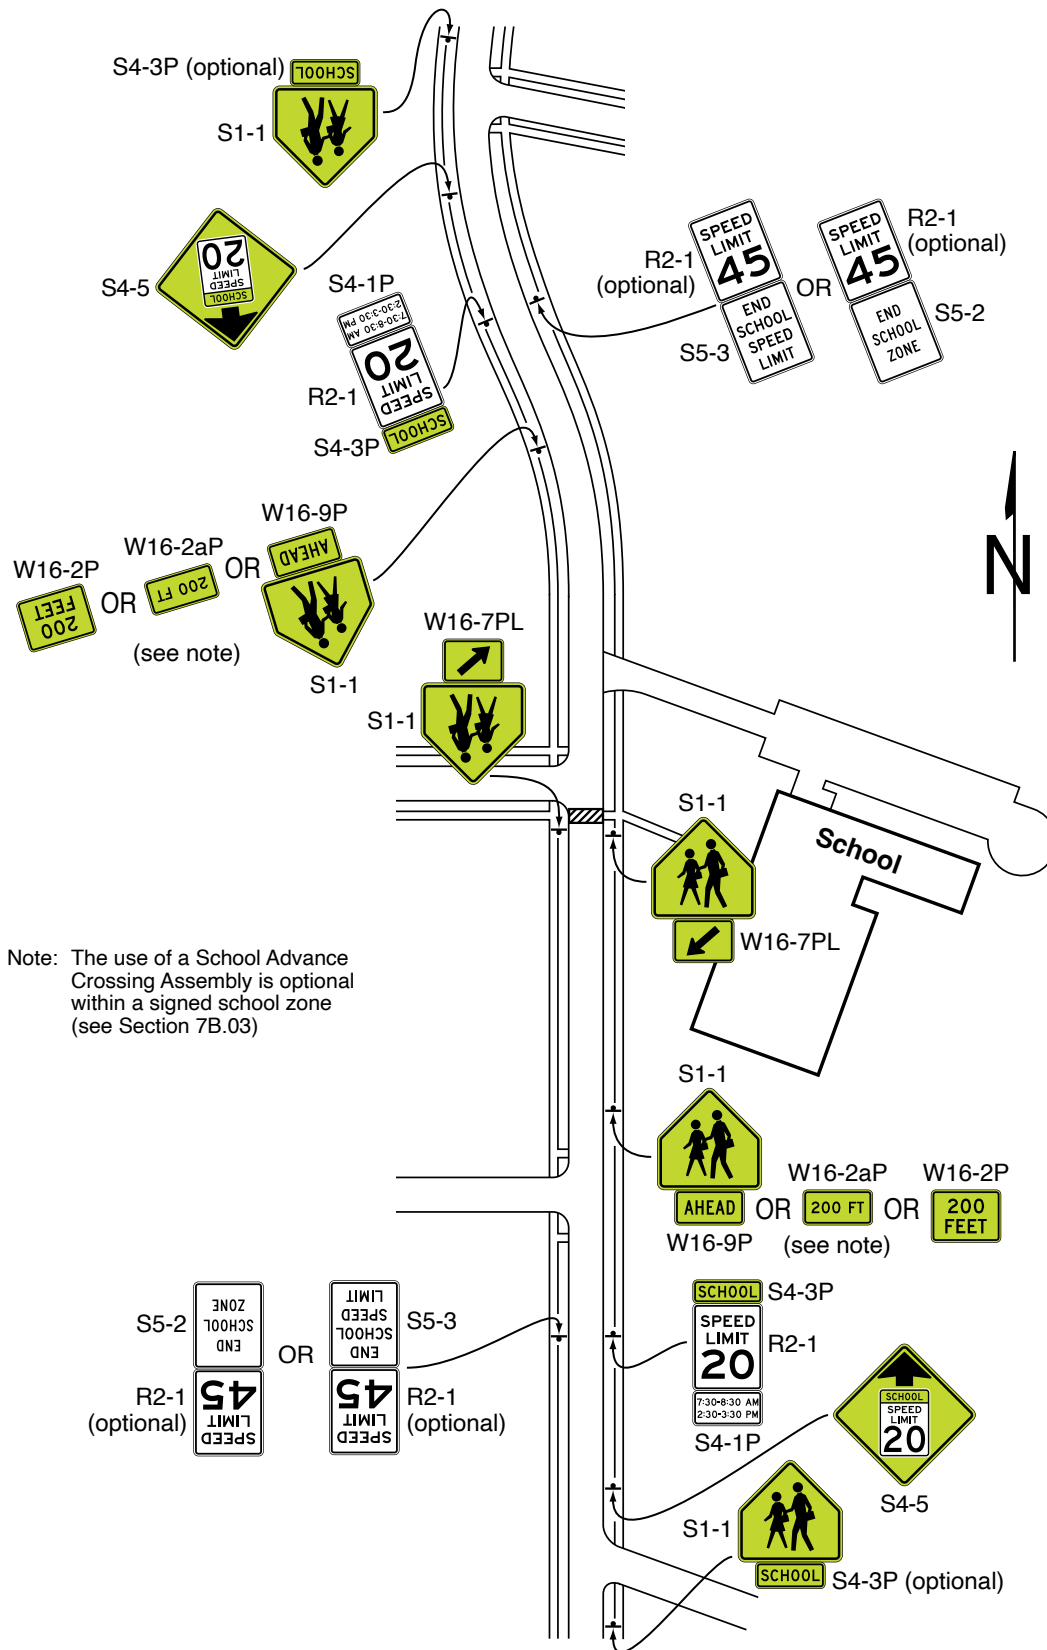 S4-3P (optional)
SCHOOL
S1-1
S4-5
20
LIMIT
SPEED
SCHOOL
S4-1P
7:30-8:30 AM
2:30-3:30 PM
R2-1
SPEED
LIMIT
20
S4-3P
SCHOOL
R2-1
(optional)
SPEED
LIMIT
45
S5-3
END
SCHOOL
SPEED
LIMIT
OR
SPEED
LIMIT
45
R2-1
(optional)
END
SCHOOL
ZONE
S5-2
N
W16-2P
200
FEET
OR
W16-2aP
200 FT
(see note)
OR
W16-9P
AHEAD
S1-1
W16-7PL
S1-1
S1-1
W16-7PL
School
Note: The use of a School Advance
Crossing Assembly is optional
within a signed school zone
(see Section 7B.03)
S1-1
AHEAD
W16-9P
OR
W16-2aP
200 FT
(see note)
OR
W16-2P
200
FEET
S5-2
END
SCHOOL
ZONE
R2-1
(optional)
SPEED
LIMIT
45
OR
END
SCHOOL
SPEED
LIMIT
S5-3
SPEED
LIMIT
45
R2-1
(optional)
SCHOOL
S4-3P
SPEED
LIMIT
20
R2-1
7:30-8:30 AM
2:30-3:30 PM
S4-1P
SCHOOL
SPEED
LIMIT
20
S4-5
S1-1
SCHOOL
S4-3P (optional)